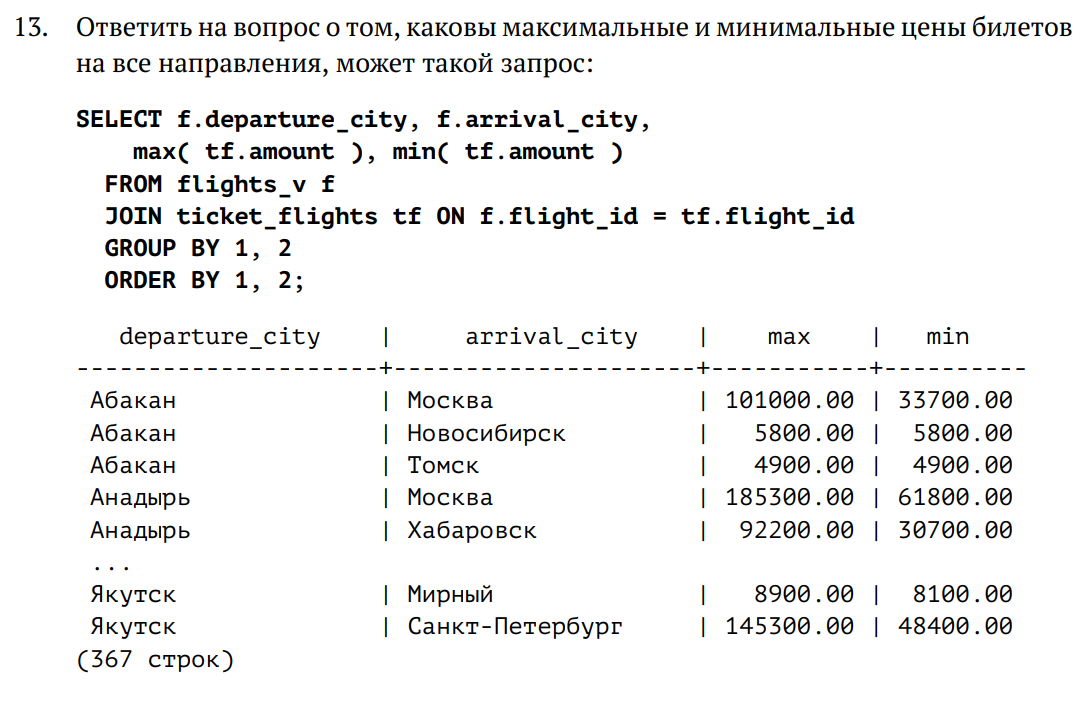 13. Ответить на вопрос о том, каковы максимальные и минимальные цены билетов
на все направления, может такой запрос:
SELECT f.departure_city, f.arrival_city,
max( tf.amount ), min( tf.amount )
FROM flights_v f
JOIN ticket_flights tf ON f.flight_id = tf.flight_id
GROUP BY 1, 2
ORDER BY 1, 2;
departure_city | arrival_city | max | min
---------------------+---------------------+-----------+----------
Абакан | Москва | 101000.00 | 33700.00
Абакан | Новосибирск | 5800.00 | 5800.00
Абакан | Томск | 4900.00 | 4900.00
Анадырь | Москва | 185300.00 | 61800.00
Анадырь | Хабаровск | 92200.00 | 30700.00
...
Якутск | Мирный | 8900.00 | 8100.00
Якутск | Санкт-Петербург | 145300.00 | 48400.00
(367 строк)